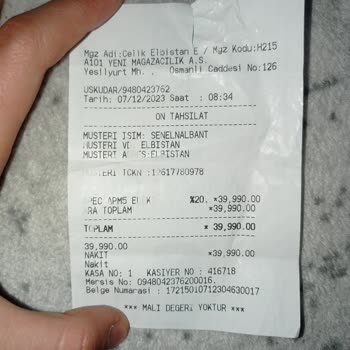 Mgz Adi:Celik Elbistan E / Mgz Kodu:H215
A101 YENI MAGAZACILIK A.S.
Yesilyurt Mh. . Osmanli Caddesi No:126
USKUDAR/9480423762
Tarih: 07/12/2023 Saat : 08:34
ON TAHSILAT
MUSTERI ISIM: SENELNALBANT
MUSTERI VD ELBISTAN
MUSTERI ELBISTAN
TCKN :12617780978
%20. *39,990.00
TOPLAM *39,990.00
TOPLAM * 39,990.00
39,990.00
NAKIT *39,990.00
Nakit
KASA NO: 1 KASIYER NO : 416718
Mersis No: 0948042376200016.
Belge Numarasi : 17215010712304630017
*** MALI DEGERI YOKTUR ***